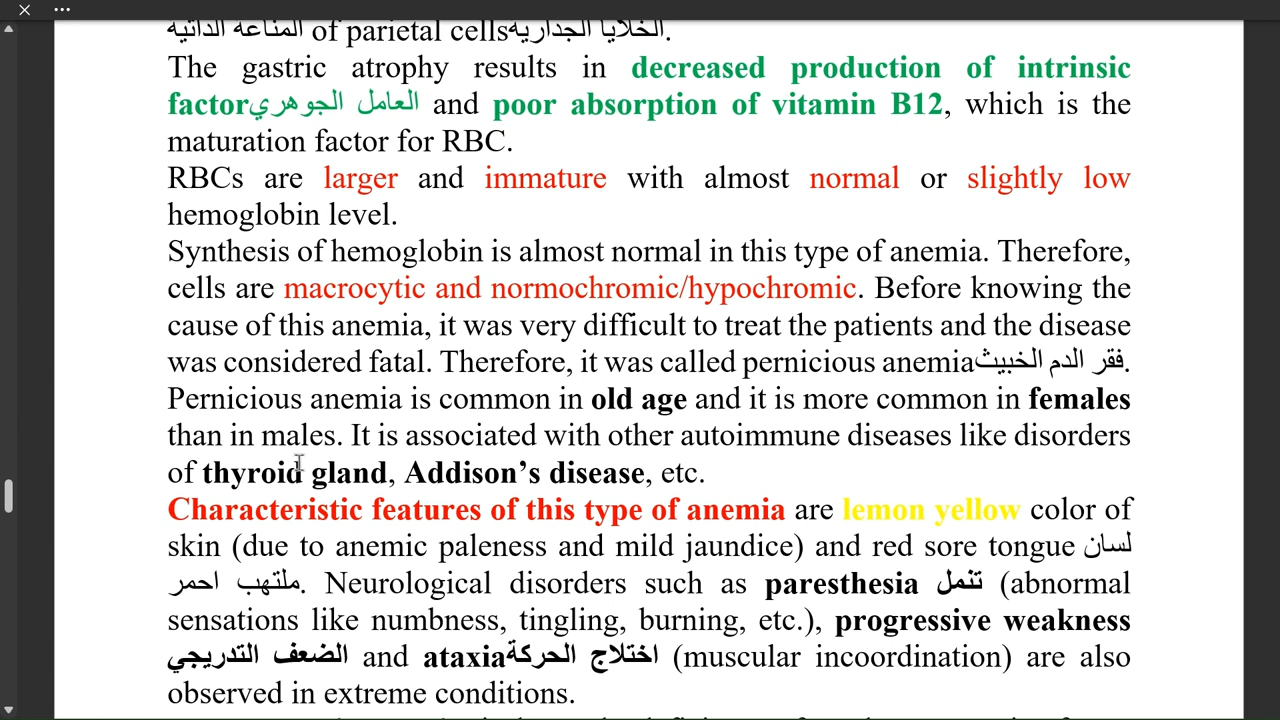 المناعة الذاتية of parietal cellsالخلايا الجدارية.
The gastric atrophy results in decreased production of intrinsic
factorالعامل الجوهري and poor absorption of vitamin B12, which is the
maturation factor for RBC.
RBCs are larger and immature with almost normal or slightly low
hemoglobin level.
Synthesis of hemoglobin is almost normal in this type of anemia. Therefore,
cells are macrocytic and normochromic/hypochromic. Before knowing the
cause of this anemia, it was very difficult to treat the patients and the disease
was considered fatal. Therefore, it was called pernicious anemiaفقر الدم الخبيث.
Pernicious anemia is common in old age and it is more common in females
than in males. It is associated with other autoimmune diseases like disorders
of thyroid gland, Addison’s disease, etc.
Characteristic features of this type of anemia are lemon yellow color of
skin (due to anemic paleness and mild jaundice) and red sore tongue لسان
ملتهب احمر. Neurological disorders such as paresthesia تنمل (abnormal
sensations like numbness, tingling, burning, etc.), progressive weakness
الضعف التدريجي and ataxiaاختلاج الحركة (muscular incoordination) are also
observed in extreme conditions.